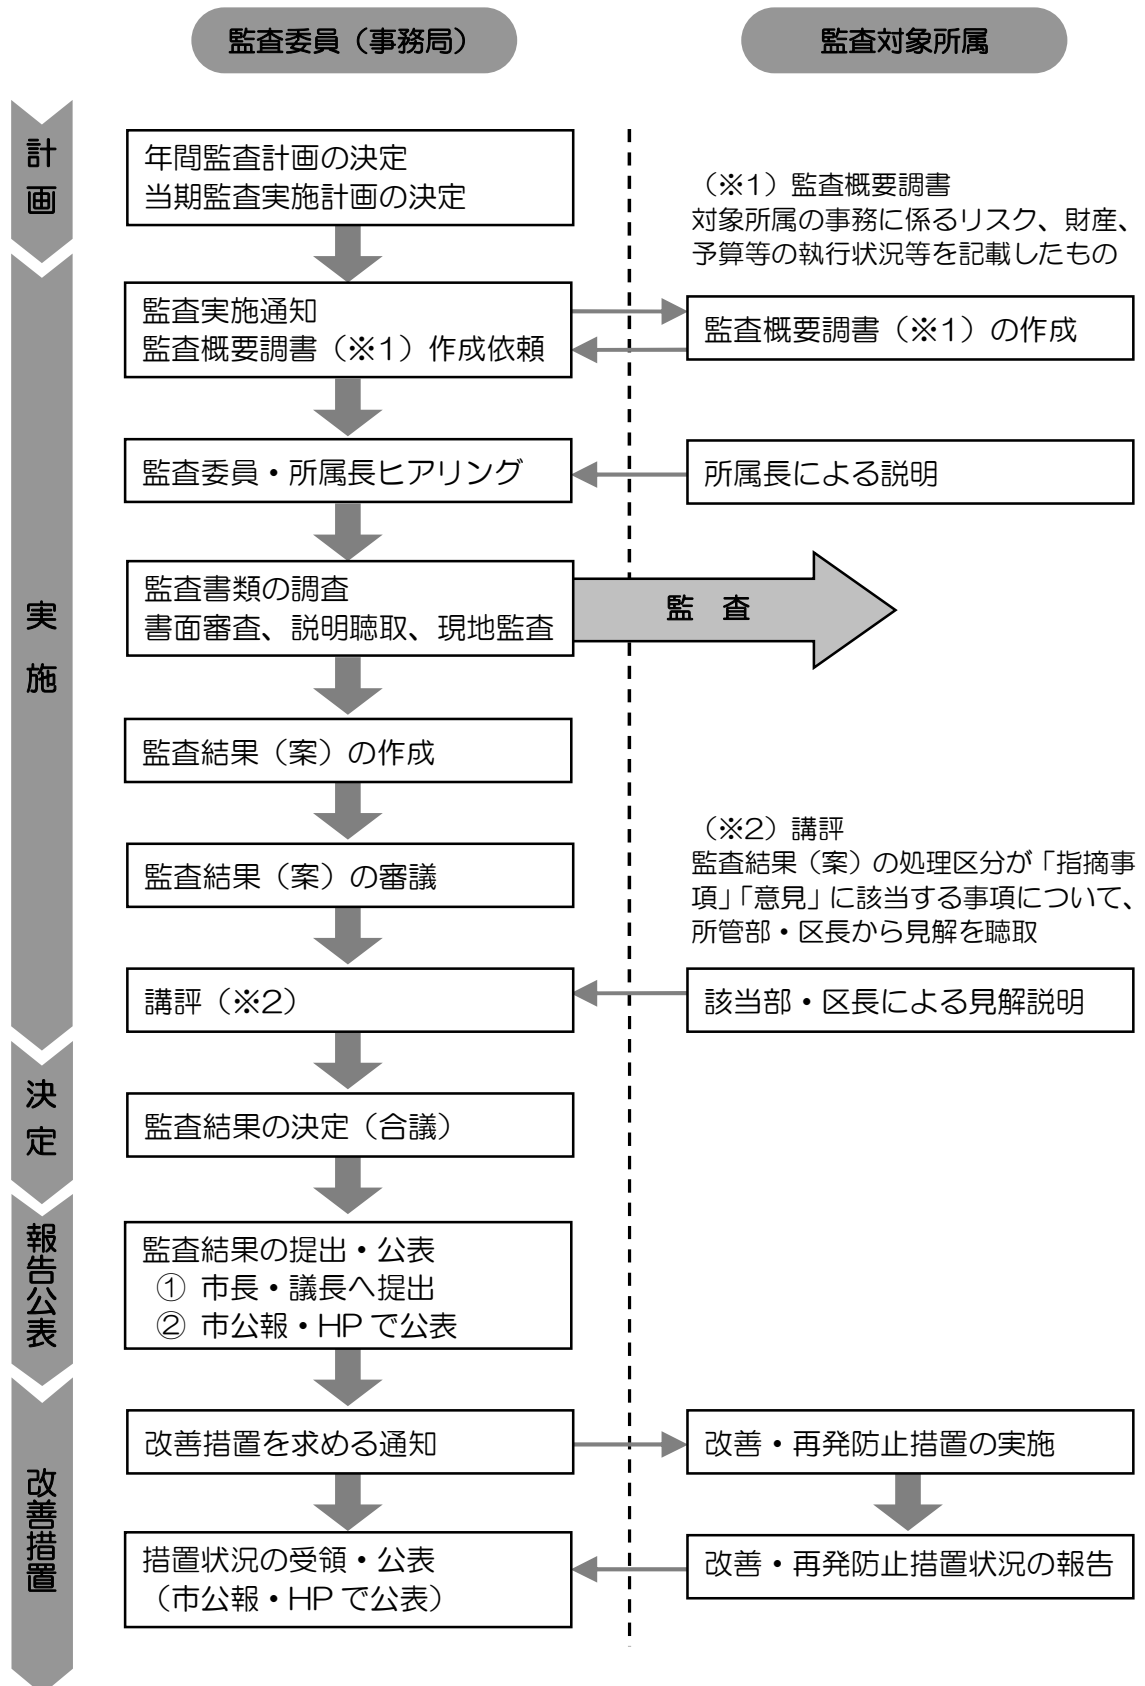 監査委員（事務局）
監査対象所属
計画
年間監査計画の決定
当期監査実施計画の決定
（※1）監査概要調書
対象所属の事務に係るリスク、財産、
予算等の執行状況等を記載したもの
実施
監査実施通知
監査概要調書（※1）作成依頼
監査概要調書（※1）の作成
監査委員・所属長ヒアリング
所属長による説明
監査書類の調査
書面審査、説明聴取、現地監査
監　査
監査結果（案）の作成
監査結果（案）の審議
（※2）講評
監査結果（案）の処理区分が「指摘事
項」「意見」に該当する事項について、
所管部・区長から見解を聴取
講評（※2）
該当部・区長による見解説明
決定
監査結果の決定（合議）
報告公表
監査結果の提出・公表
① 市長・議長へ提出
② 市公報・HP で公表
改善措置
改善措置を求める通知
改善・再発防止措置の実施
措置状況の受領・公表
（市公報・HP で公表）
改善・再発防止措置状況の報告